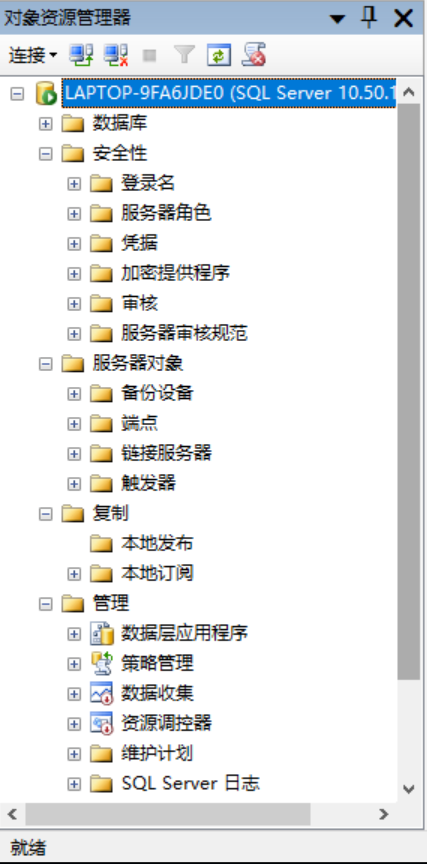 对象资源管理器
连接
LAPTOP-9FA6JDE0 (SQL Server 10.50.1
数据库
安全性
登录名
服务器角色
凭据
加密提供程序
审核
服务器审核规范
服务器对象
备份设备
端点
链接服务器
触发器
复制
本地发布
本地订阅
管理
数据层应用程序
策略管理
数据收集
资源调控器
维护计划
SQL Server 日志
就绪